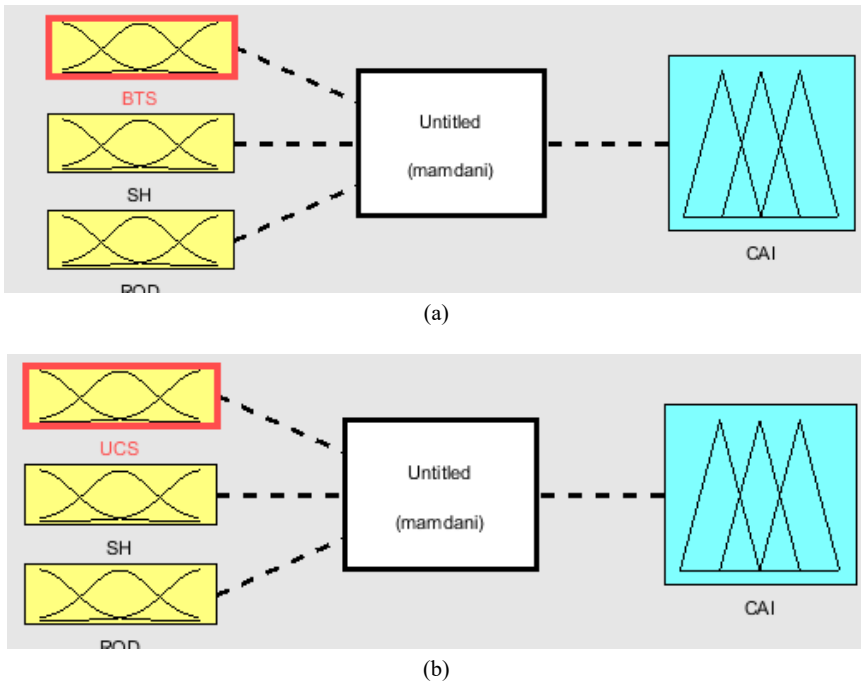 BTS
Untitled
(mamdani)
SH
CAI
(a)
UCS
Untitled
(mamdani)
SH
CAI
(b)